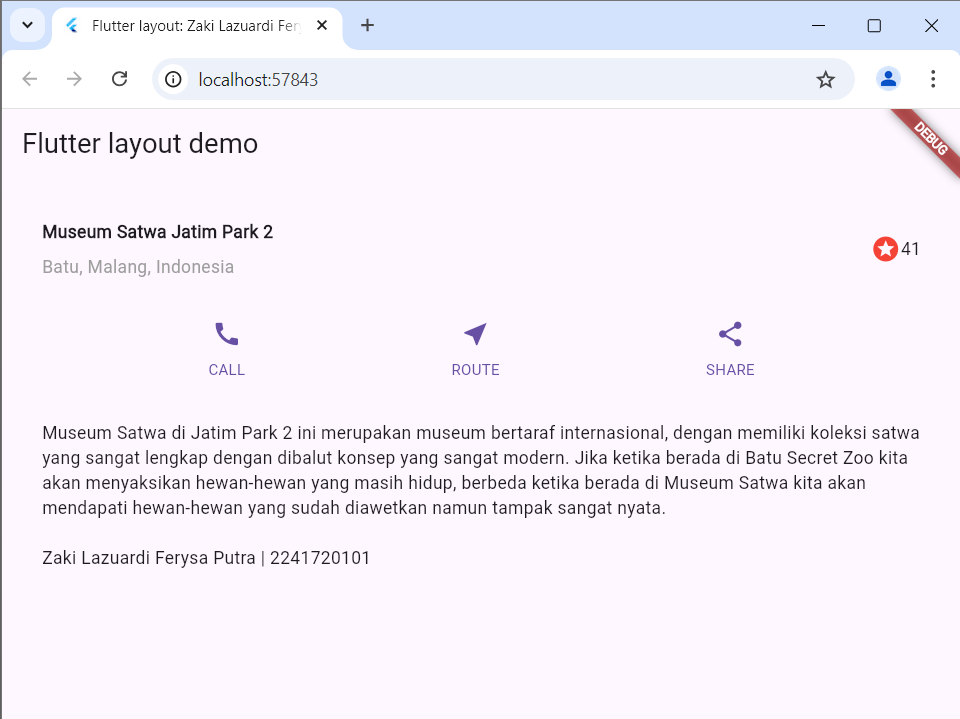 Flutter layout: Zaki Lazuardi Fer
localhost:57843
Flutter layout demo
DEBUG
Museum Satwa Jatim Park 2
41
Batu, Malang, Indonesia
CALL ROUTE SHARE
Museum Satwa di Jatim Park 2 ini merupakan museum bertaraf internasional, dengan memiliki koleksi satwa
yang sangat lengkap dengan dibalut konsep yang sangat modern. Jika ketika berada di Batu Secret Zoo kita
akan menyaksikan hewan-hewan yang masih hidup, berbeda ketika berada di Museum Satwa kita akan
mendapati hewan-hewan yang sudah diawetkan namun tampak sangat nyata.
Zaki Lazuardi Ferysa Putra | 2241720101